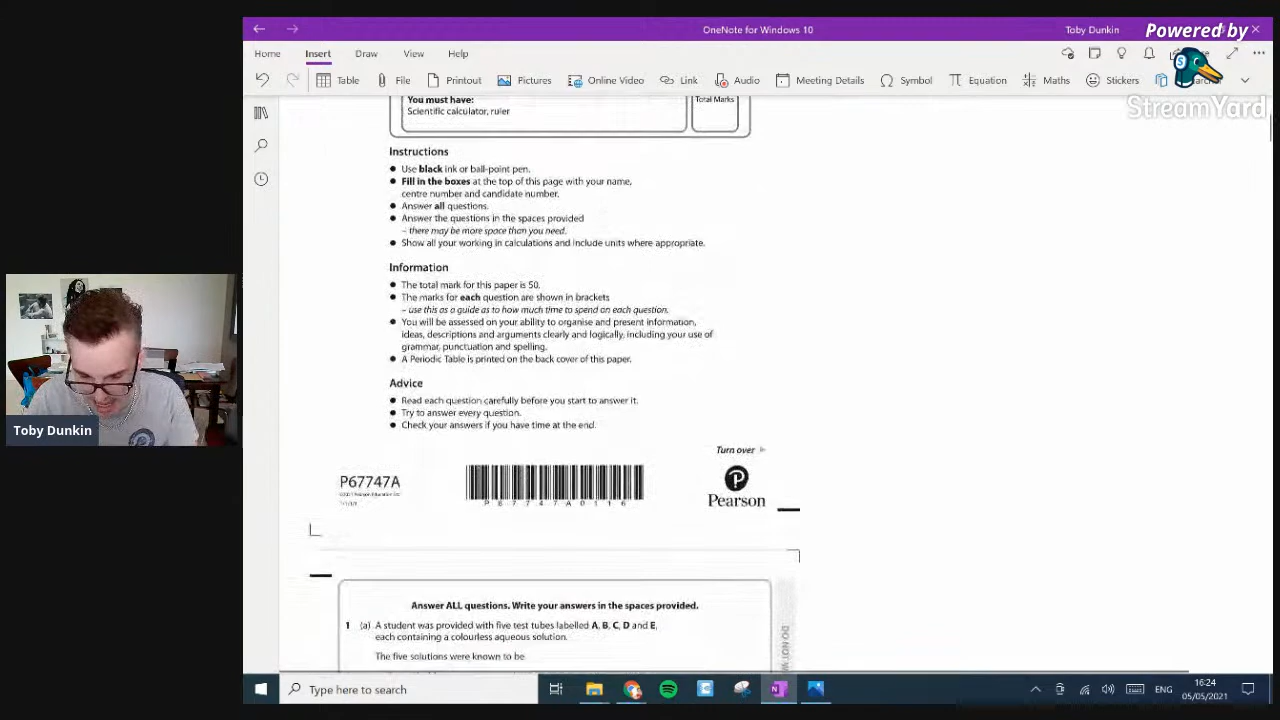 OneNote for Windows 10
Toby Dunkin
Powered by
Home
Insert
Draw
View
Help
Table
File
Printout
Pictures
Online Video
Link
Audio
Meeting Details
Symbol
Equation
Maths
Stickers
StreamYard
You must have:
Scientific calculator, ruler
Total Marks
Instructions
● Use black ink or ball-point pen.
● Fill in the boxes at the top of this page with your name,
centre number and candidate number.
● Answer all questions.
● Answer the questions in the spaces provided
– there may be more space than you need.
● Show all your working in calculations and include units where appropriate.
Information
● The total mark for this paper is 50.
● The marks for each question are shown in brackets
– use this as a guide as to how much time to spend on each question.
● You will be assessed on your ability to organise and present information,
ideas, descriptions and arguments clearly and logically, including your use of
grammar, punctuation and spelling.
● A Periodic Table is printed on the back cover of this paper.
Advice
● Read each question carefully before you start to answer it.
● Try to answer every question.
● Check your answers if you have time at the end.
Turn over
P67747A
©2021 Pearson Education Ltd.
P67747A0116
Pearson
Answer ALL questions. Write your answers in the spaces provided.
1 (a) A student was provided with five test tubes labelled A, B, C, D and E,
each containing a colourless aqueous solution.
The five solutions were known to be
DO NOT
Toby Dunkin
Type here to search
ENG
16:24
05/05/2021